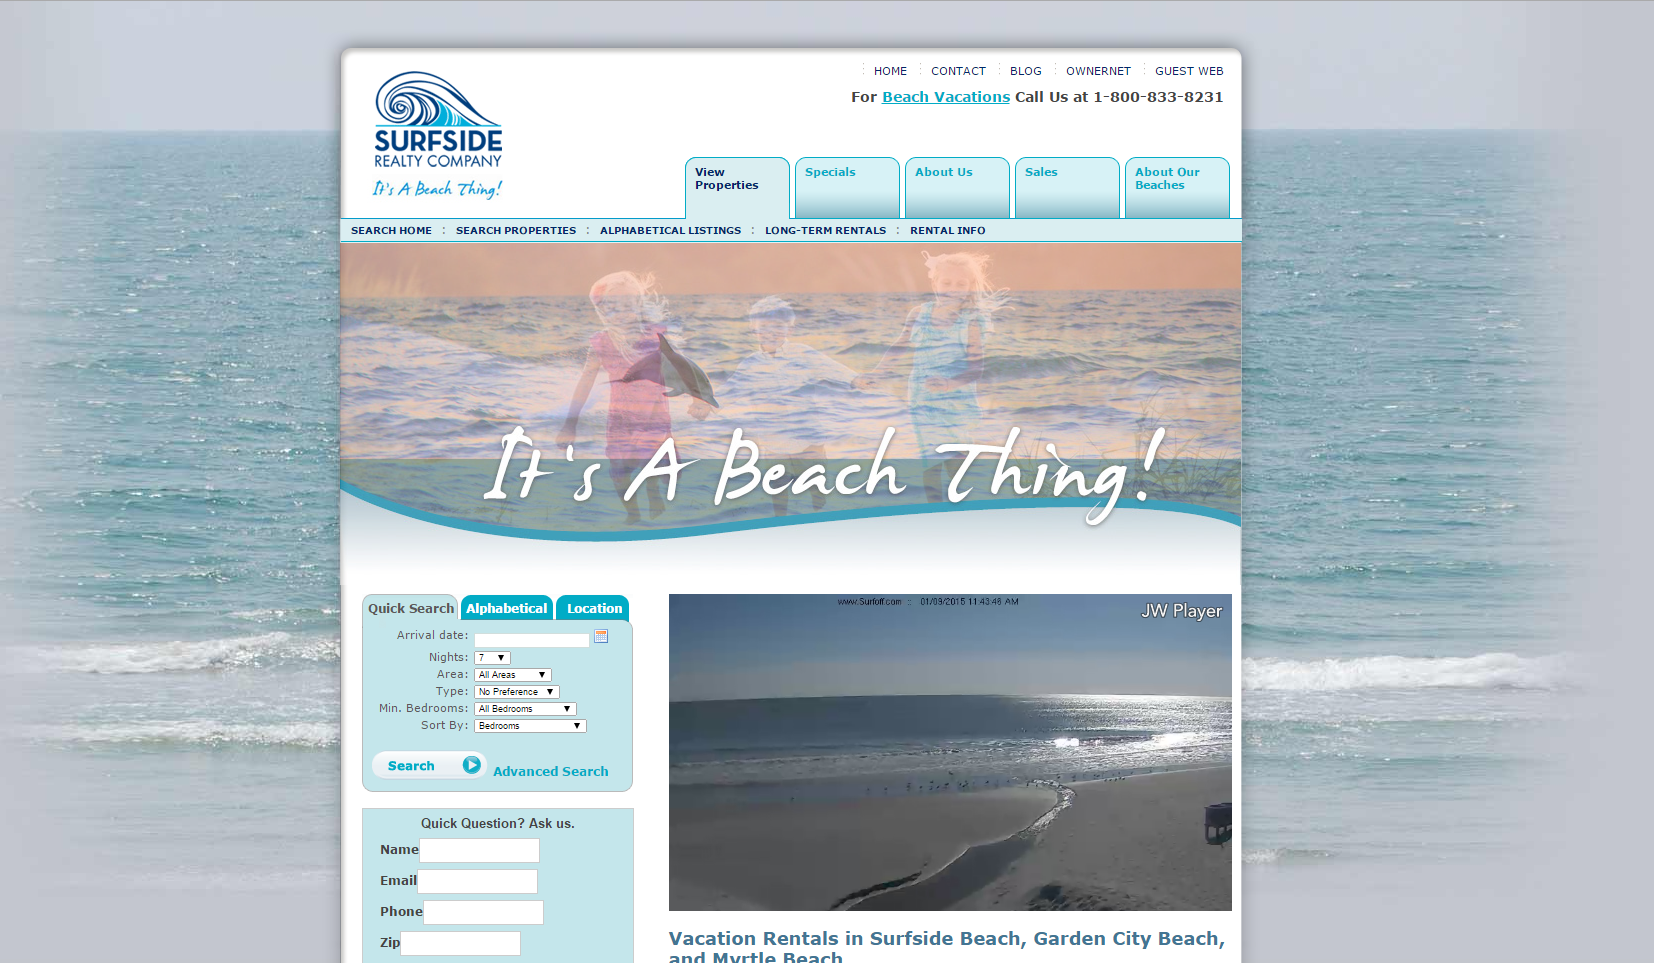 HOME
CONTACT
BLOG
OWNERNET
GUEST WEB
For Beach Vacations Call Us at 1-800-833-8231
SURFSIDE
REALTY COMPANY
It's A Beach Thing!
View
Properties
Specials
About Us
Sales
About Our
Beaches
SEARCH HOME : SEARCH PROPERTIES : ALPHABETICAL LISTINGS : LONG-TERM RENTALS : RENTAL INFO
It's A Beach Thing!
Quick Search
Alphabetical
Location
Arrival date:
Nights: 7
Area: All Areas
Type: No Preference
Min. Bedrooms: All Bedrooms
Sort By: Bedrooms
Search
Advanced Search
Quick Question? Ask us.
Name
Email
Phone
Zip
www.Surfoff.com :: 01/09/2015 11:43:46 AM
JW Player
Vacation Rentals in Surfside Beach, Garden City Beach,
and Myrtle Beach